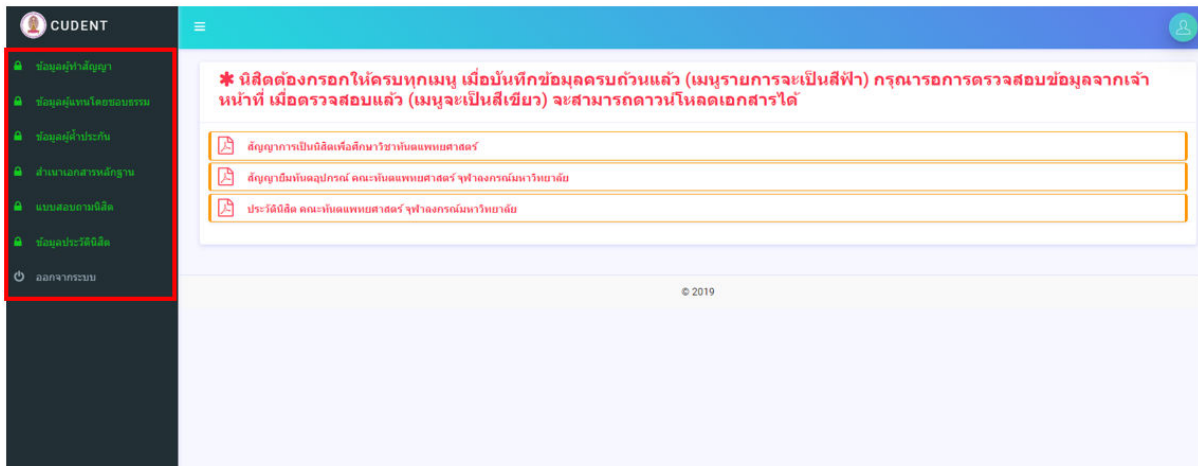 CUDENT
ข้อมูลผู้ทำสัญญา
ข้อมูลผู้แทนโดยชอบธรรม
ข้อมูลผู้ค้ำประกัน
สำเนาเอกสารหลักฐาน
แบบสอบถามนิสิต
ข้อมูลประวัตินิสิต
ออกจากระบบ
* นิสิตต้องกรอกให้ครบทุกเมนู เมื่อบันทึกข้อมุลครบถ้วนแล้ว (เมนูรายการจะเป็นสีฟ้า) กรุณารอการตรวจสอบข้อมุลจากเจ้า
หน้าที่ เมื่อตรวจสอบแล้ว (เมนูจะเป็นสีเขียว) จะสามารถดาวน์โหลดเอกสารได้
สัญญาการเป็นนิสิตเพื่อศึกษาวิชาทันตแพทยศาสตร์
สัญญายืมทันตอุปกรณ์ คณะทันตแพทยศาสตร์ จุฬาลงกรณ์มหาวิทยาลัย
ประวัตินิสิต คณะทันตแพทยศาสตร์ จุฬาลงกรณ์มหาวิทยาลัย
© 2019